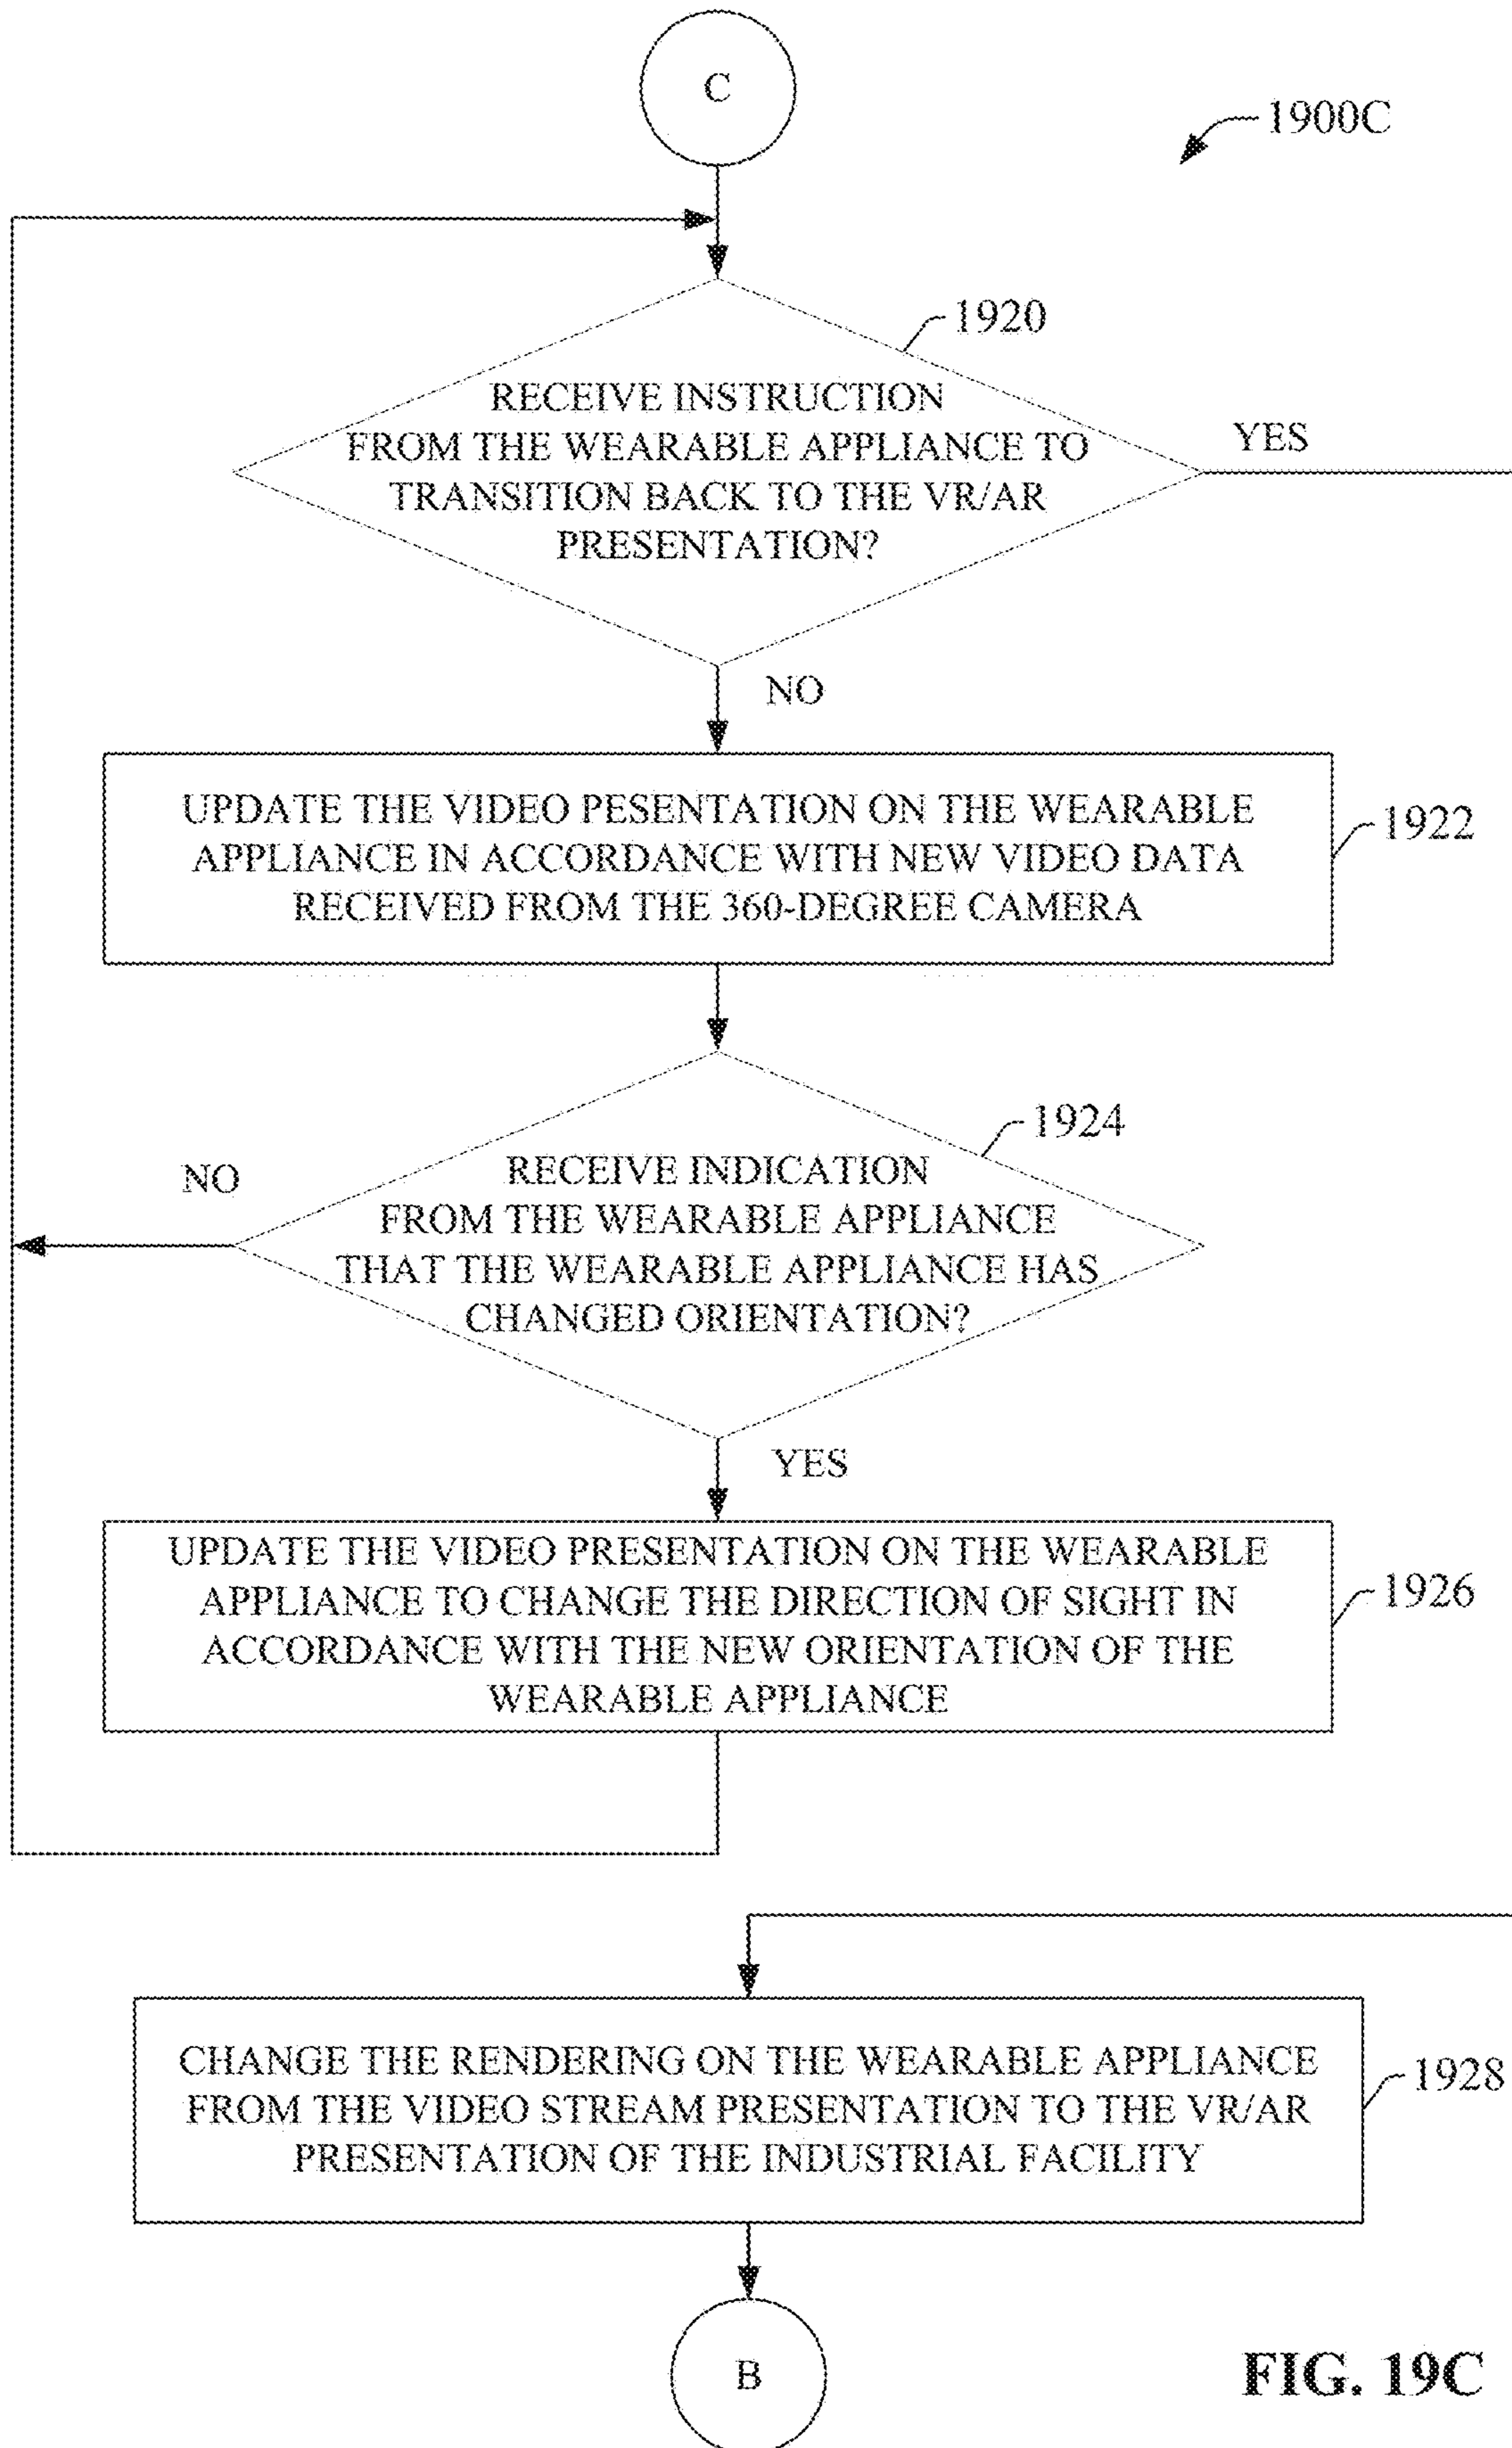 C
1900C
1920
RECEIVE INSTRUCTION
FROM THE WEARABLE APPLIANCE TO
TRANSITION BACK TO THE VR/AR
PRESENTATION?
YES
NO
UPDATE THE VIDEO PESENTATION ON THE WEARABLE
APPLIANCE IN ACCORDANCE WITH NEW VIDEO DATA
RECEIVED FROM THE 360-DEGREE CAMERA
1922
1924
RECEIVE INDICATION
FROM THE WEARABLE APPLIANCE
THAT THE WEARABLE APPLIANCE HAS
CHANGED ORIENTATION?
NO
YES
UPDATE THE VIDEO PRESENTATION ON THE WEARABLE
APPLIANCE TO CHANGE THE DIRECTION OF SIGHT IN
ACCORDANCE WITH THE NEW ORIENTATION OF THE
WEARABLE APPLIANCE
1926
CHANGE THE RENDERING ON THE WEARABLE APPLIANCE
FROM THE VIDEO STREAM PRESENTATION TO THE VR/AR
PRESENTATION OF THE INDUSTRIAL FACILITY
1928
B
FIG. 19C